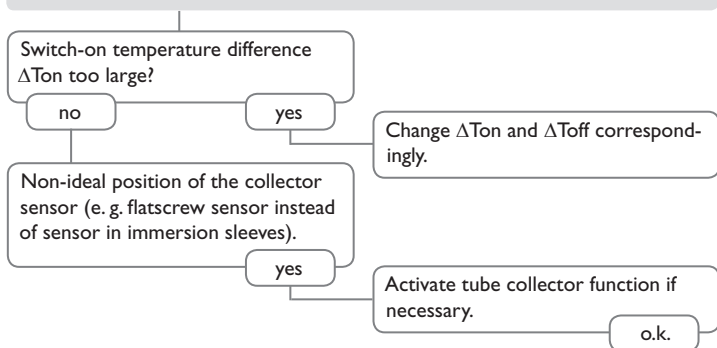 Switch-on temperature difference
ΔTon too large?
no
yes
Change ΔTon and ΔToff correspond-
ingly.
Non-ideal position of the collector
sensor (e. g. flatscrew sensor instead
of sensor in immersion sleeves).
yes
Activate tube collector function if
necessary.
o.k.